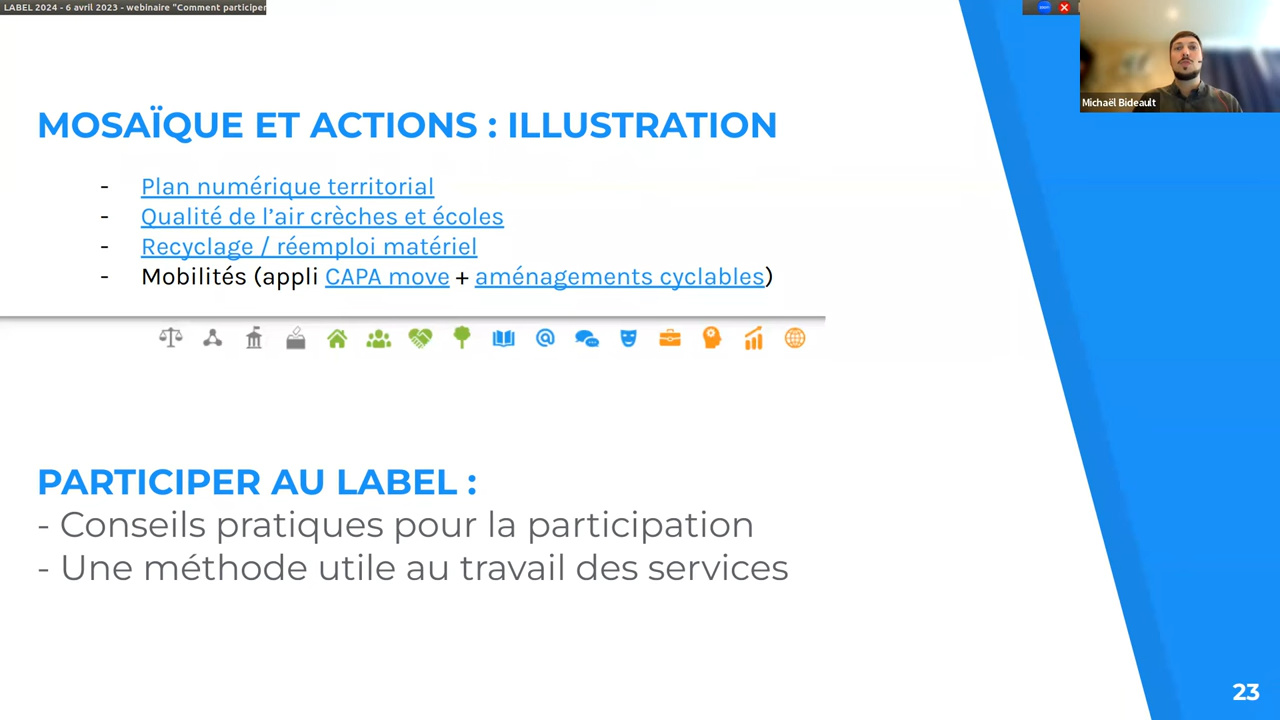 LABEL 2024 - 6 avril 2023 - webinaire "Comment participer
Michaël Bideault
MOSAÏQUE ET ACTIONS : ILLUSTRATION
- Plan numérique territorial
- Qualité de l’air crèches et écoles
- Recyclage / réemploi matériel
- Mobilités (appli CAPA move + aménagements cyclables)
PARTICIPER AU LABEL :
- Conseils pratiques pour la participation
- Une méthode utile au travail des services
23